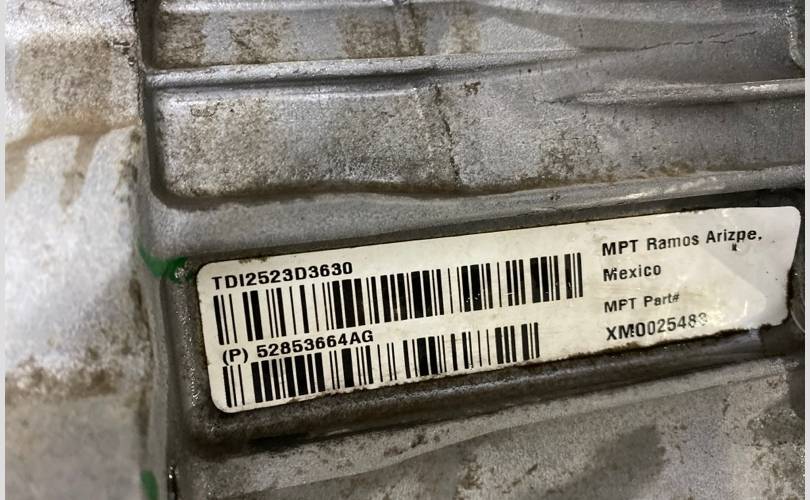 TDI2523D3630
(P) 52853664AG
MPT Ramos Arizpe,
Mexico
MPT Part#
XM0025483